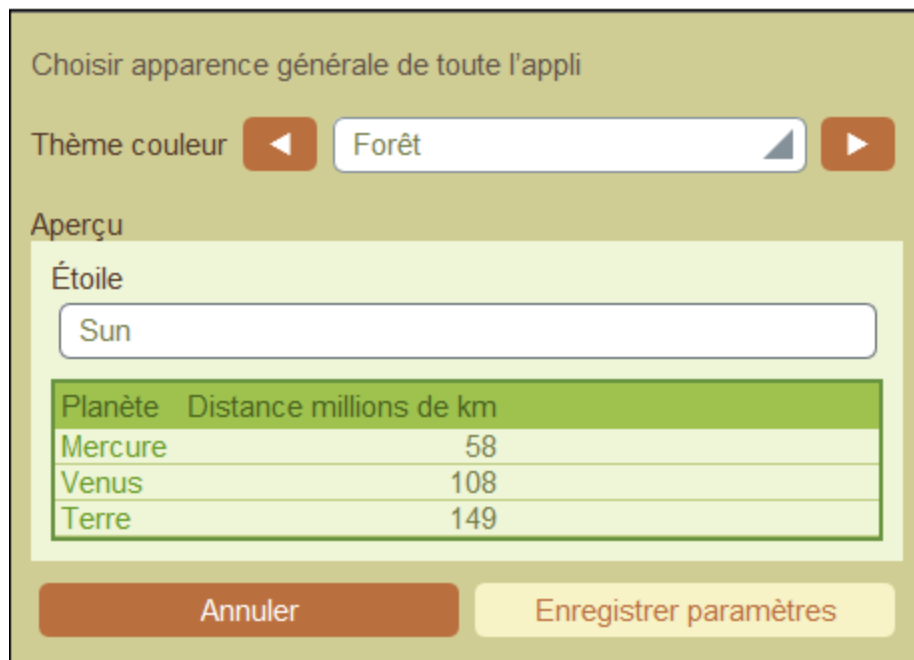 Choisir apparence générale de toute l’appli
Thème couleur Forêt
Aperçu
Étoile
Sun
Planète Distance millions de km
Mercure 58
Venus 108
Terre 149
Annuler Enregistrer paramètres